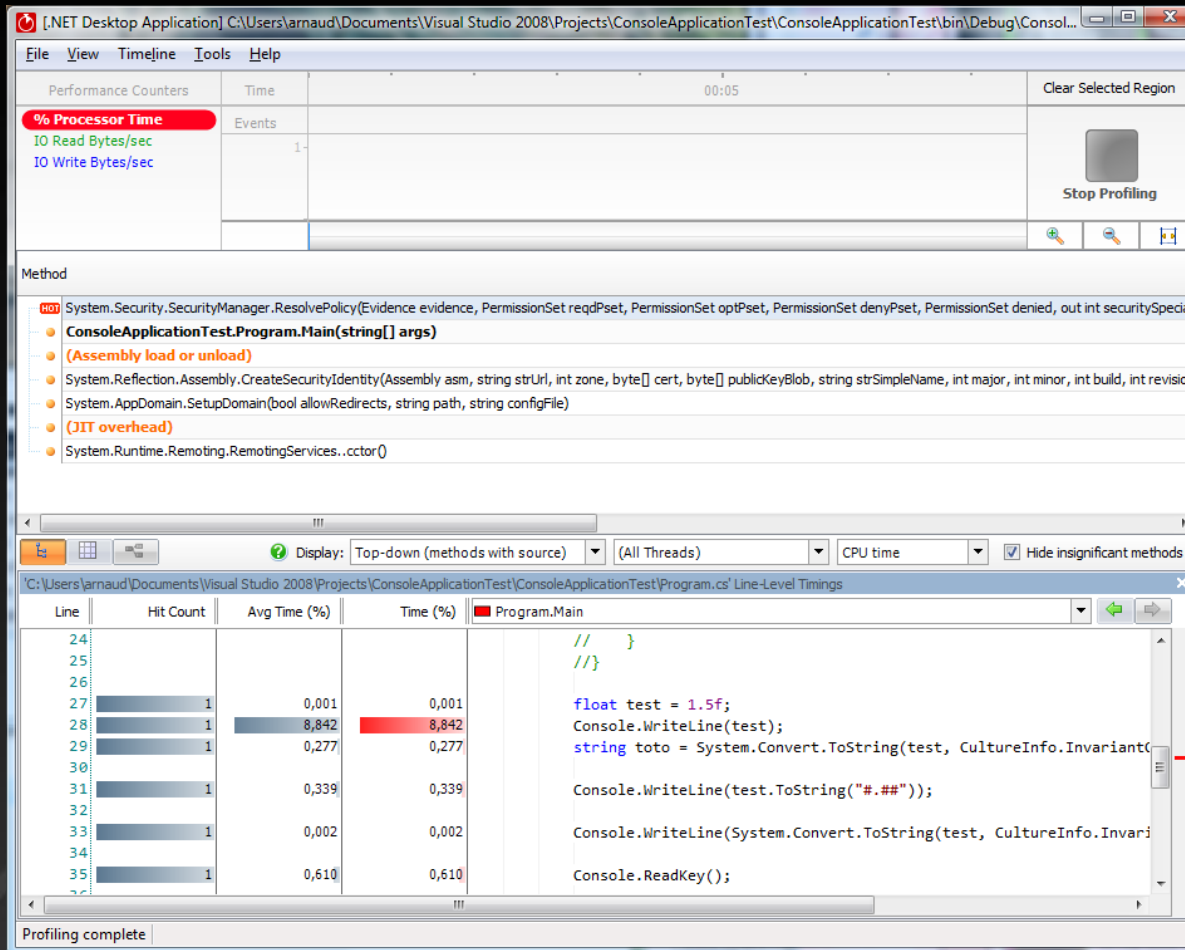 [.NET Desktop Application] C:\Users\arnaud\Documents\Visual Studio 2008\Projects\ConsoleApplicationTest\ConsoleApplicationTest\bin\Debug\Consol...
File View Timeline Tools Help
Performance Counters Time 00:05 Clear Selected Region
% Processor Time Events
IO Read Bytes/sec 1
IO Write Bytes/sec
Stop Profiling
Method
HOT System.Security.SecurityManager.ResolvePolicy(Evidence evidence, PermissionSet reqdPset, PermissionSet optPset, PermissionSet denyPset, PermissionSet denied, out int securitySpecia
ConsoleApplicationTest.Program.Main(string[] args)
(Assembly load or unload)
System.Reflection.Assembly.CreateSecurityIdentity(Assembly asm, string strUrl, int zone, byte[] cert, byte[] publicKeyBlob, string strSimpleName, int major, int minor, int build, int revisio
System.AppDomain.SetupDomain(bool allowRedirects, string path, string configFile)
(JIT overhead)
System.Runtime.Remoting.RemotingServices..cctor()
Display: Top-down (methods with source) (All Threads) CPU time Hide insignificant methods
'C:\Users\arnaud\Documents\Visual Studio 2008\Projects\ConsoleApplicationTest\ConsoleApplicationTest\Program.cs' Line-Level Timings
Line Hit Count Avg Time (%) Time (%) Program.Main
24 // }
25 //}
26
27 1 0,001 0,001 float test = 1.5f;
28 1 8,842 8,842 Console.WriteLine(test);
29 1 0,277 0,277 string toto = System.Convert.ToString(test, CultureInfo.InvariantC
30
31 1 0,339 0,339 Console.WriteLine(test.ToString("#.##"));
32
33 1 0,002 0,002 Console.WriteLine(System.Convert.ToString(test, CultureInfo.Invari
34
35 1 0,610 0,610 Console.ReadKey();
Profiling complete